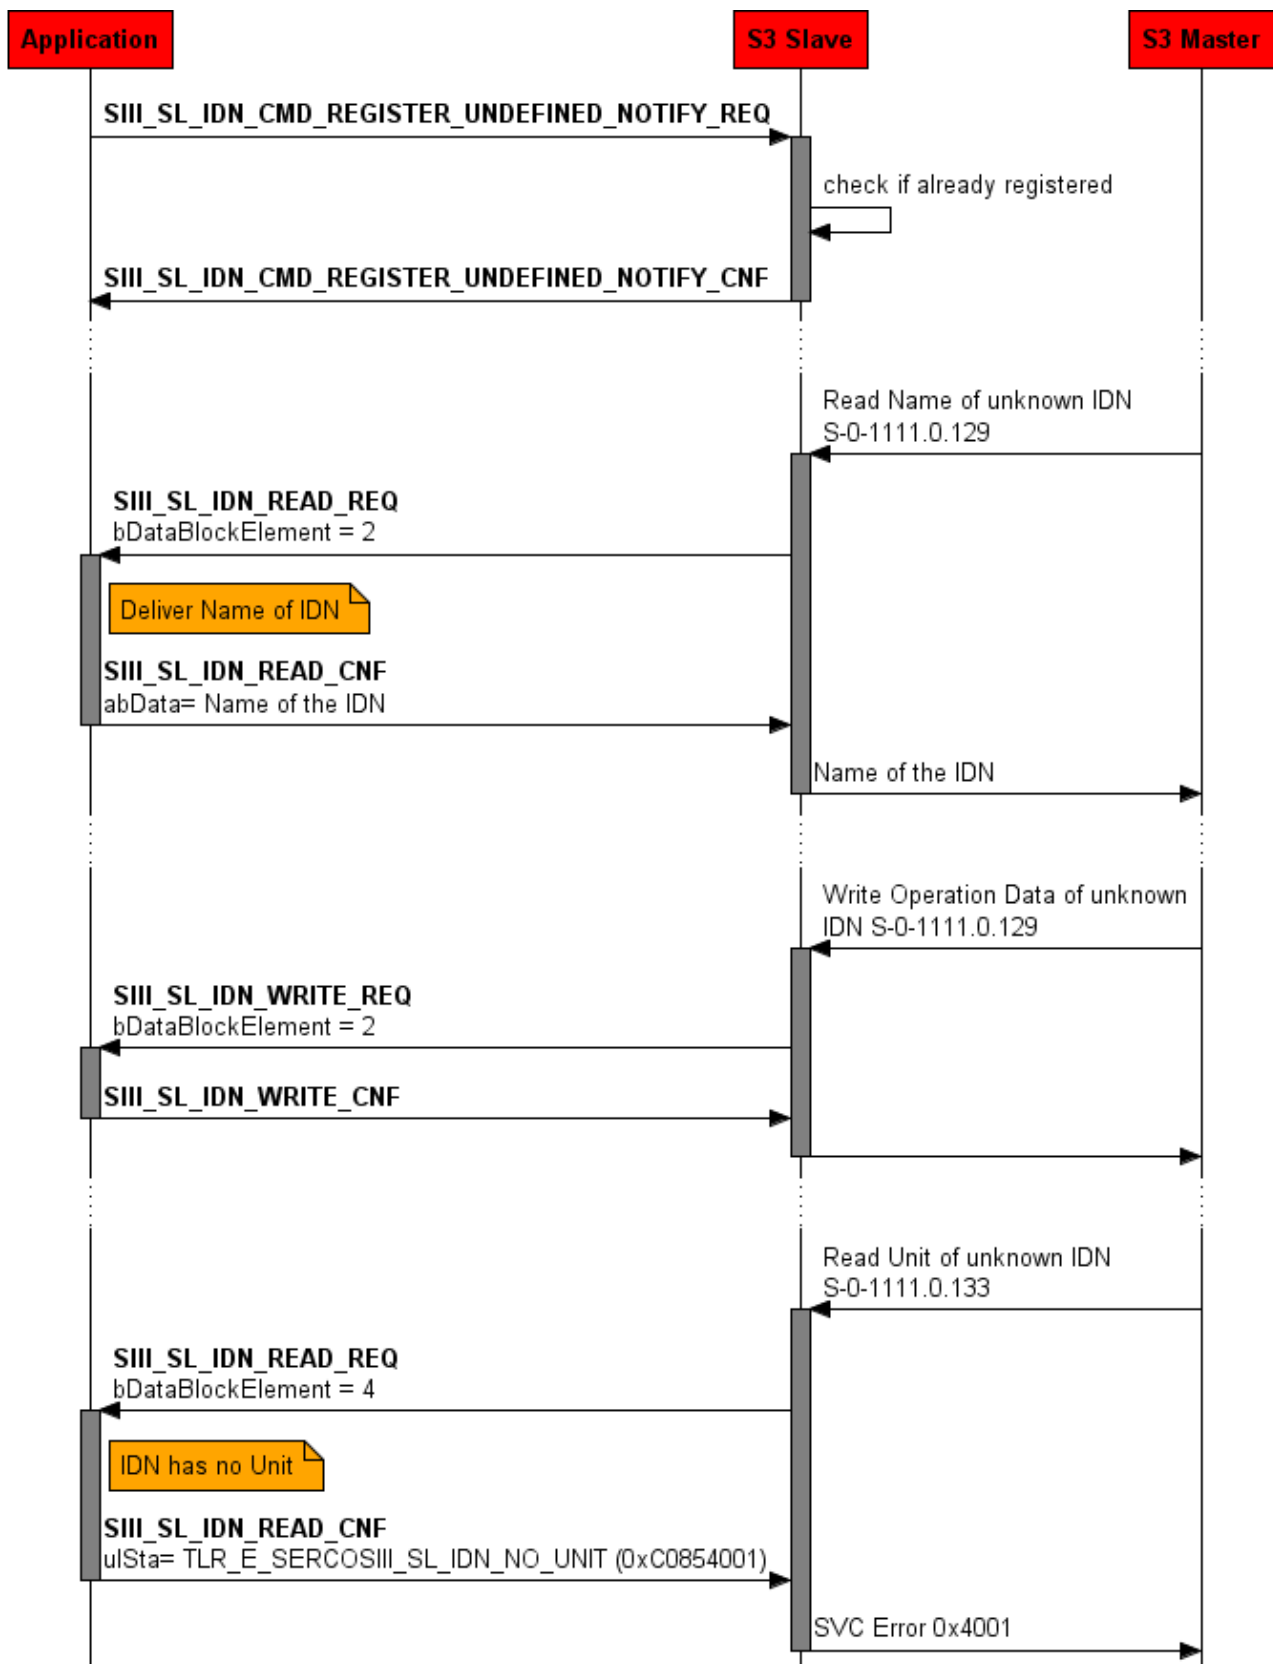 Application
S3 Slave
S3 Master
SIII_SL_IDN_CMD_REGISTER_UNDEFINED_NOTIFY_REQ
check if already registered
SIII_SL_IDN_CMD_REGISTER_UNDEFINED_NOTIFY_CNF
Read Name of unknown IDN
S-0-1111.0.129
SIII_SL_IDN_READ_REQ
bDataBlockElement = 2
Deliver Name of IDN
SIII_SL_IDN_READ_CNF
abData= Name of the IDN
Name of the IDN
Write Operation Data of unknown
IDN S-0-1111.0.129
SIII_SL_IDN_WRITE_REQ
bDataBlockElement = 2
SIII_SL_IDN_WRITE_CNF
Read Unit of unknown IDN
S-0-1111.0.133
SIII_SL_IDN_READ_REQ
bDataBlockElement = 4
IDN has no Unit
SIII_SL_IDN_READ_CNF
ulSta= TLR_E_SERCOSIII_SL_IDN_NO_UNIT (0xC0854001)
SVC Error 0x4001